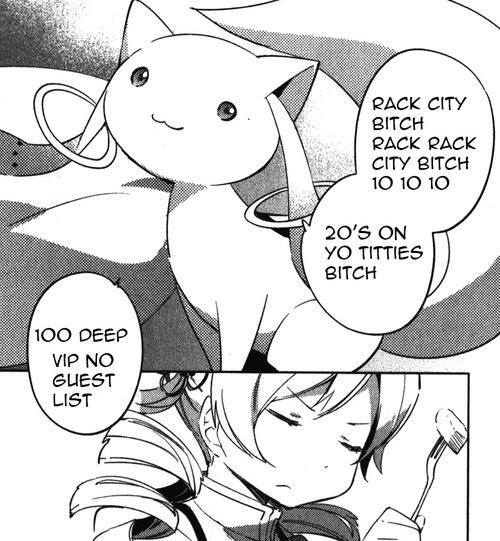 RACK CITY
BITCH
RACK RACK
CITY BITCH
10 10 10
20'S ON
YO TITTIES
BITCH
100 DEEP
VIP NO
GUEST
LIST